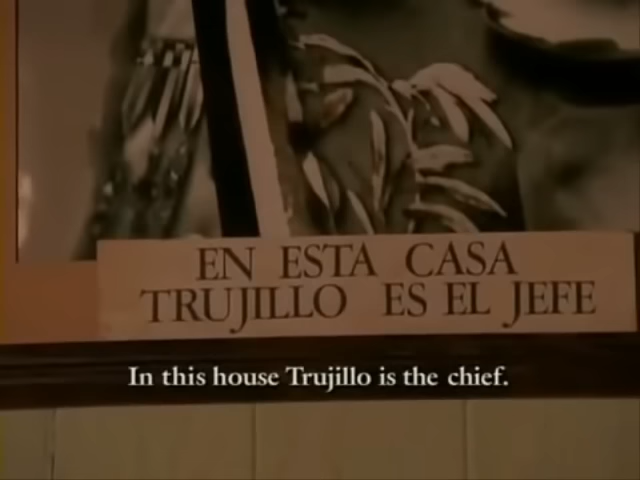 EN ESTA CASA
TRUJILLO ES EL JEFE
In this house Trujillo is the chief.